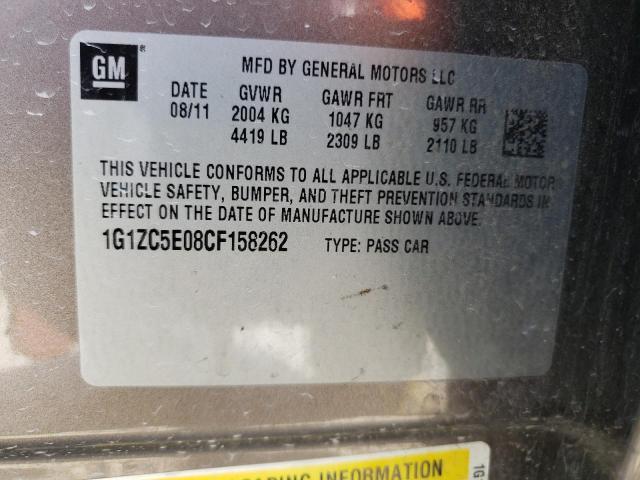 GM
®
MFD BY GENERAL MOTORS LLC
DATE GVWR GAWR FRT GAWR RR
08/11 2004 KG 1047 KG 957 KG
4419 LB 2309 LB 2110 LB
THIS VEHICLE CONFORMS TO ALL APPLICABLE U.S. FEDERAL MOTOR
VEHICLE SAFETY, BUMPER, AND THEFT PREVENTION STANDARDS IN
EFFECT ON THE DATE OF MANUFACTURE SHOWN ABOVE.
1G1ZC5E08CF158262 TYPE: PASS CAR
INFORMATION
1G